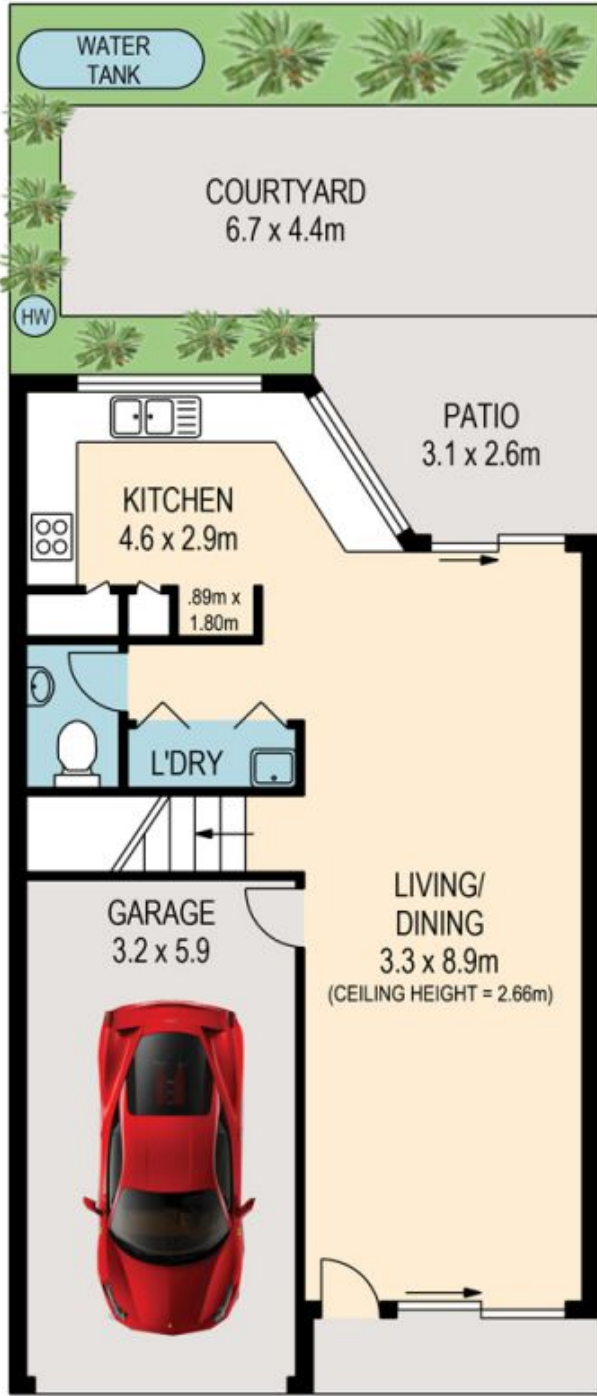 WATER
TANK
COURTYARD
6.7 x 4.4m
HW
PATIO
3.1 x 2.6m
KITCHEN
4.6 x 2.9m
.89m x
1.80m
L'DRY
LIVING/
DINING
3.3 x 8.9m
(CEILING HEIGHT = 2.66m)
GARAGE
3.2 x 5.9